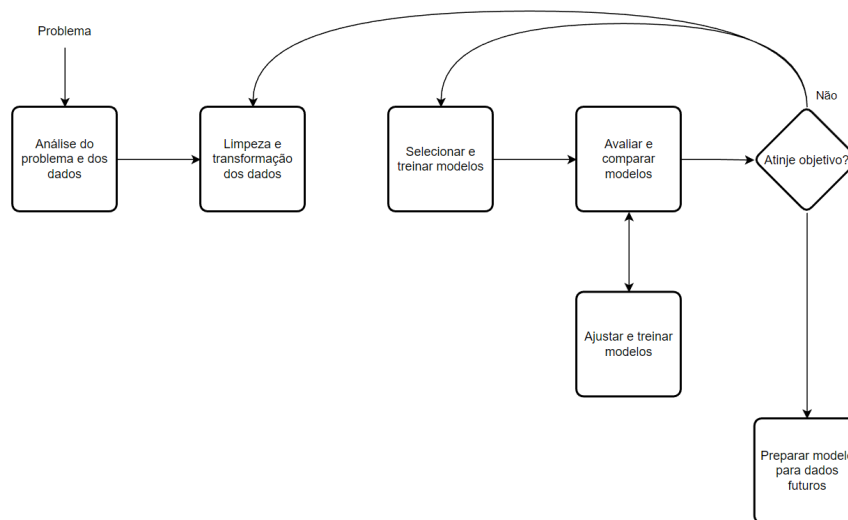 Problema
Não
Análise do
problema e dos
dados
Limpeza e
transformação
dos dados
Selecionar e
treinar modelos
Avaliar e
comparar
modelos
Atinje objetivo?
Ajustar e treinar
modelos
Preparar modelo
para dados
futuros